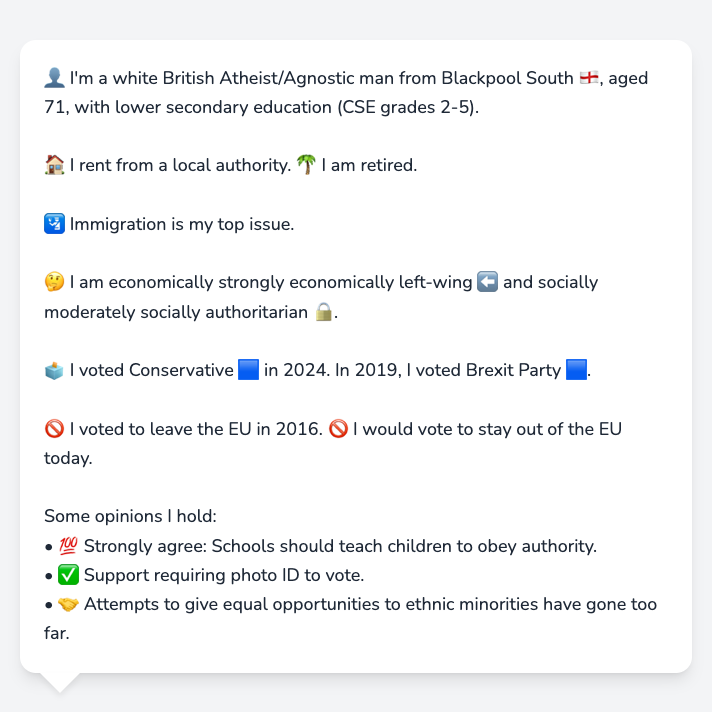 👤 I'm a white British Atheist/Agnostic man from Blackpool South 🏴󠁧󠁢󠁥󠁮󠁧󠁿, aged
71, with lower secondary education (CSE grades 2-5).
🏠 I rent from a local authority. 🌴 I am retired.
🛂 Immigration is my top issue.
🤔 I am economically strongly economically left-wing ⬅️ and socially
moderately socially authoritarian 🔒.
🗳️ I voted Conservative 🟦 in 2024. In 2019, I voted Brexit Party 🟦.
🚫 I voted to leave the EU in 2016. 🚫 I would vote to stay out of the EU
today.
Some opinions I hold:
• 💯 Strongly agree: Schools should teach children to obey authority.
• ✅ Support requiring photo ID to vote.
• 🤝 Attempts to give equal opportunities to ethnic minorities have gone too
far.